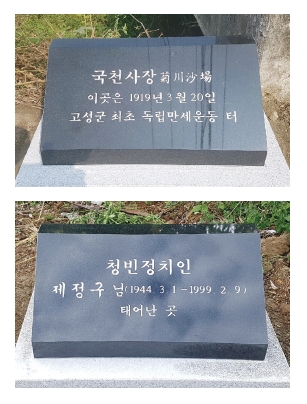 국천사장 菊川沙場
이곳은 1919년 3월 20일
고성군 최초 독립만세운동 터
청빈정치인
제정구 님(1944. 3. 1-1999. 2. 9)
태어난 곳